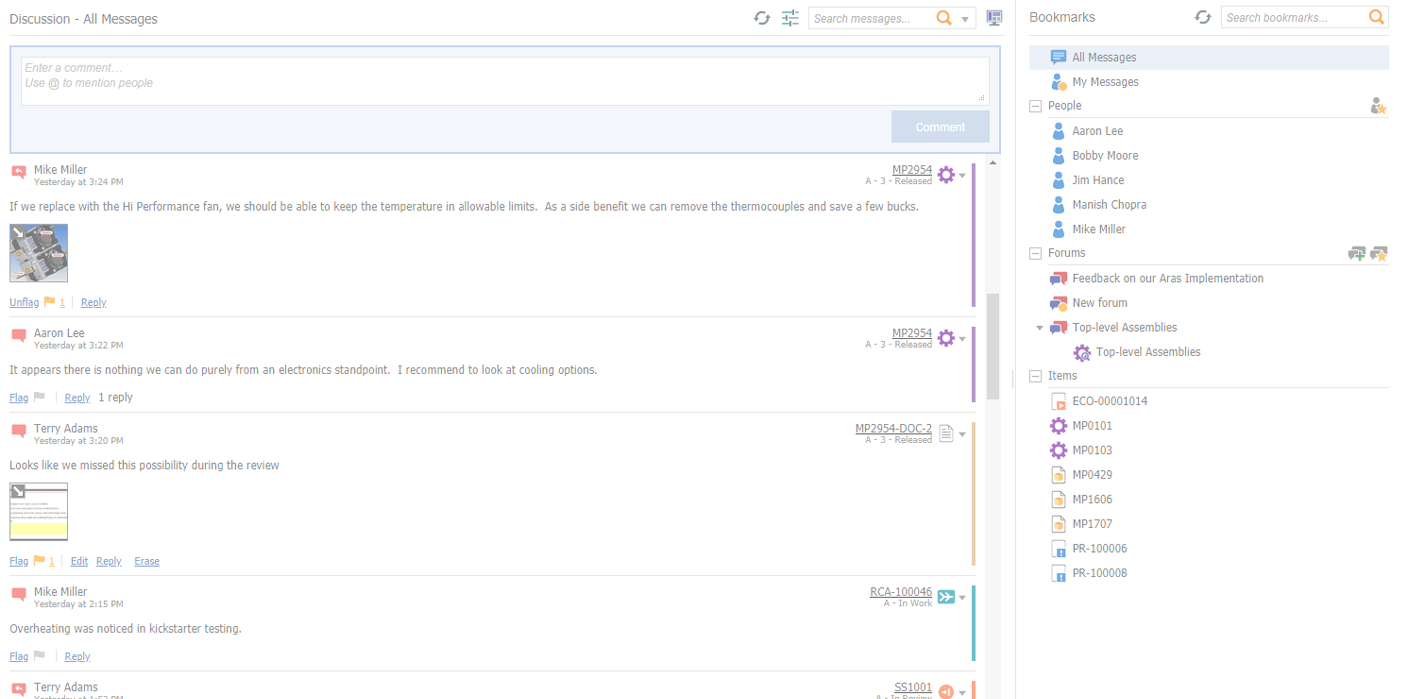 Discussion - All Messages
Search messages...
Enter a comment...
Use @ to mention people
Comment
Mike Miller
Yesterday at 3:24 PM
MP2954
A - 3 - Released
If we replace with the Hi Performance fan, we should be able to keep the temperature in allowable limits.  As a side benefit we can remove the thermocouples and save a few bucks.
Unflag 1 Reply
Aaron Lee
Yesterday at 3:22 PM
MP2954
A - 3 - Released
It appears there is nothing we can do purely from an electronics standpoint.  I recommend to look at cooling options.
Flag Reply 1 reply
Terry Adams
Yesterday at 3:20 PM
MP2954-DOC-2
A - 3 - Released
Looks like we missed this possibility during the review
Flag 1 Edit Reply Erase
Mike Miller
Yesterday at 2:15 PM
RCA-100046
A - In Work
Overheating was noticed in kickstarter testing.
Flag Reply
Terry Adams
SS1001
Bookmarks
Search bookmarks...
All Messages
My Messages
People
Aaron Lee
Bobby Moore
Jim Hance
Manish Chopra
Mike Miller
Forums
Feedback on our Aras Implementation
New forum
Top-level Assemblies
Top-level Assemblies
Items
ECO-00001014
MP0101
MP0103
MP0429
MP1606
MP1707
PR-100006
PR-100008